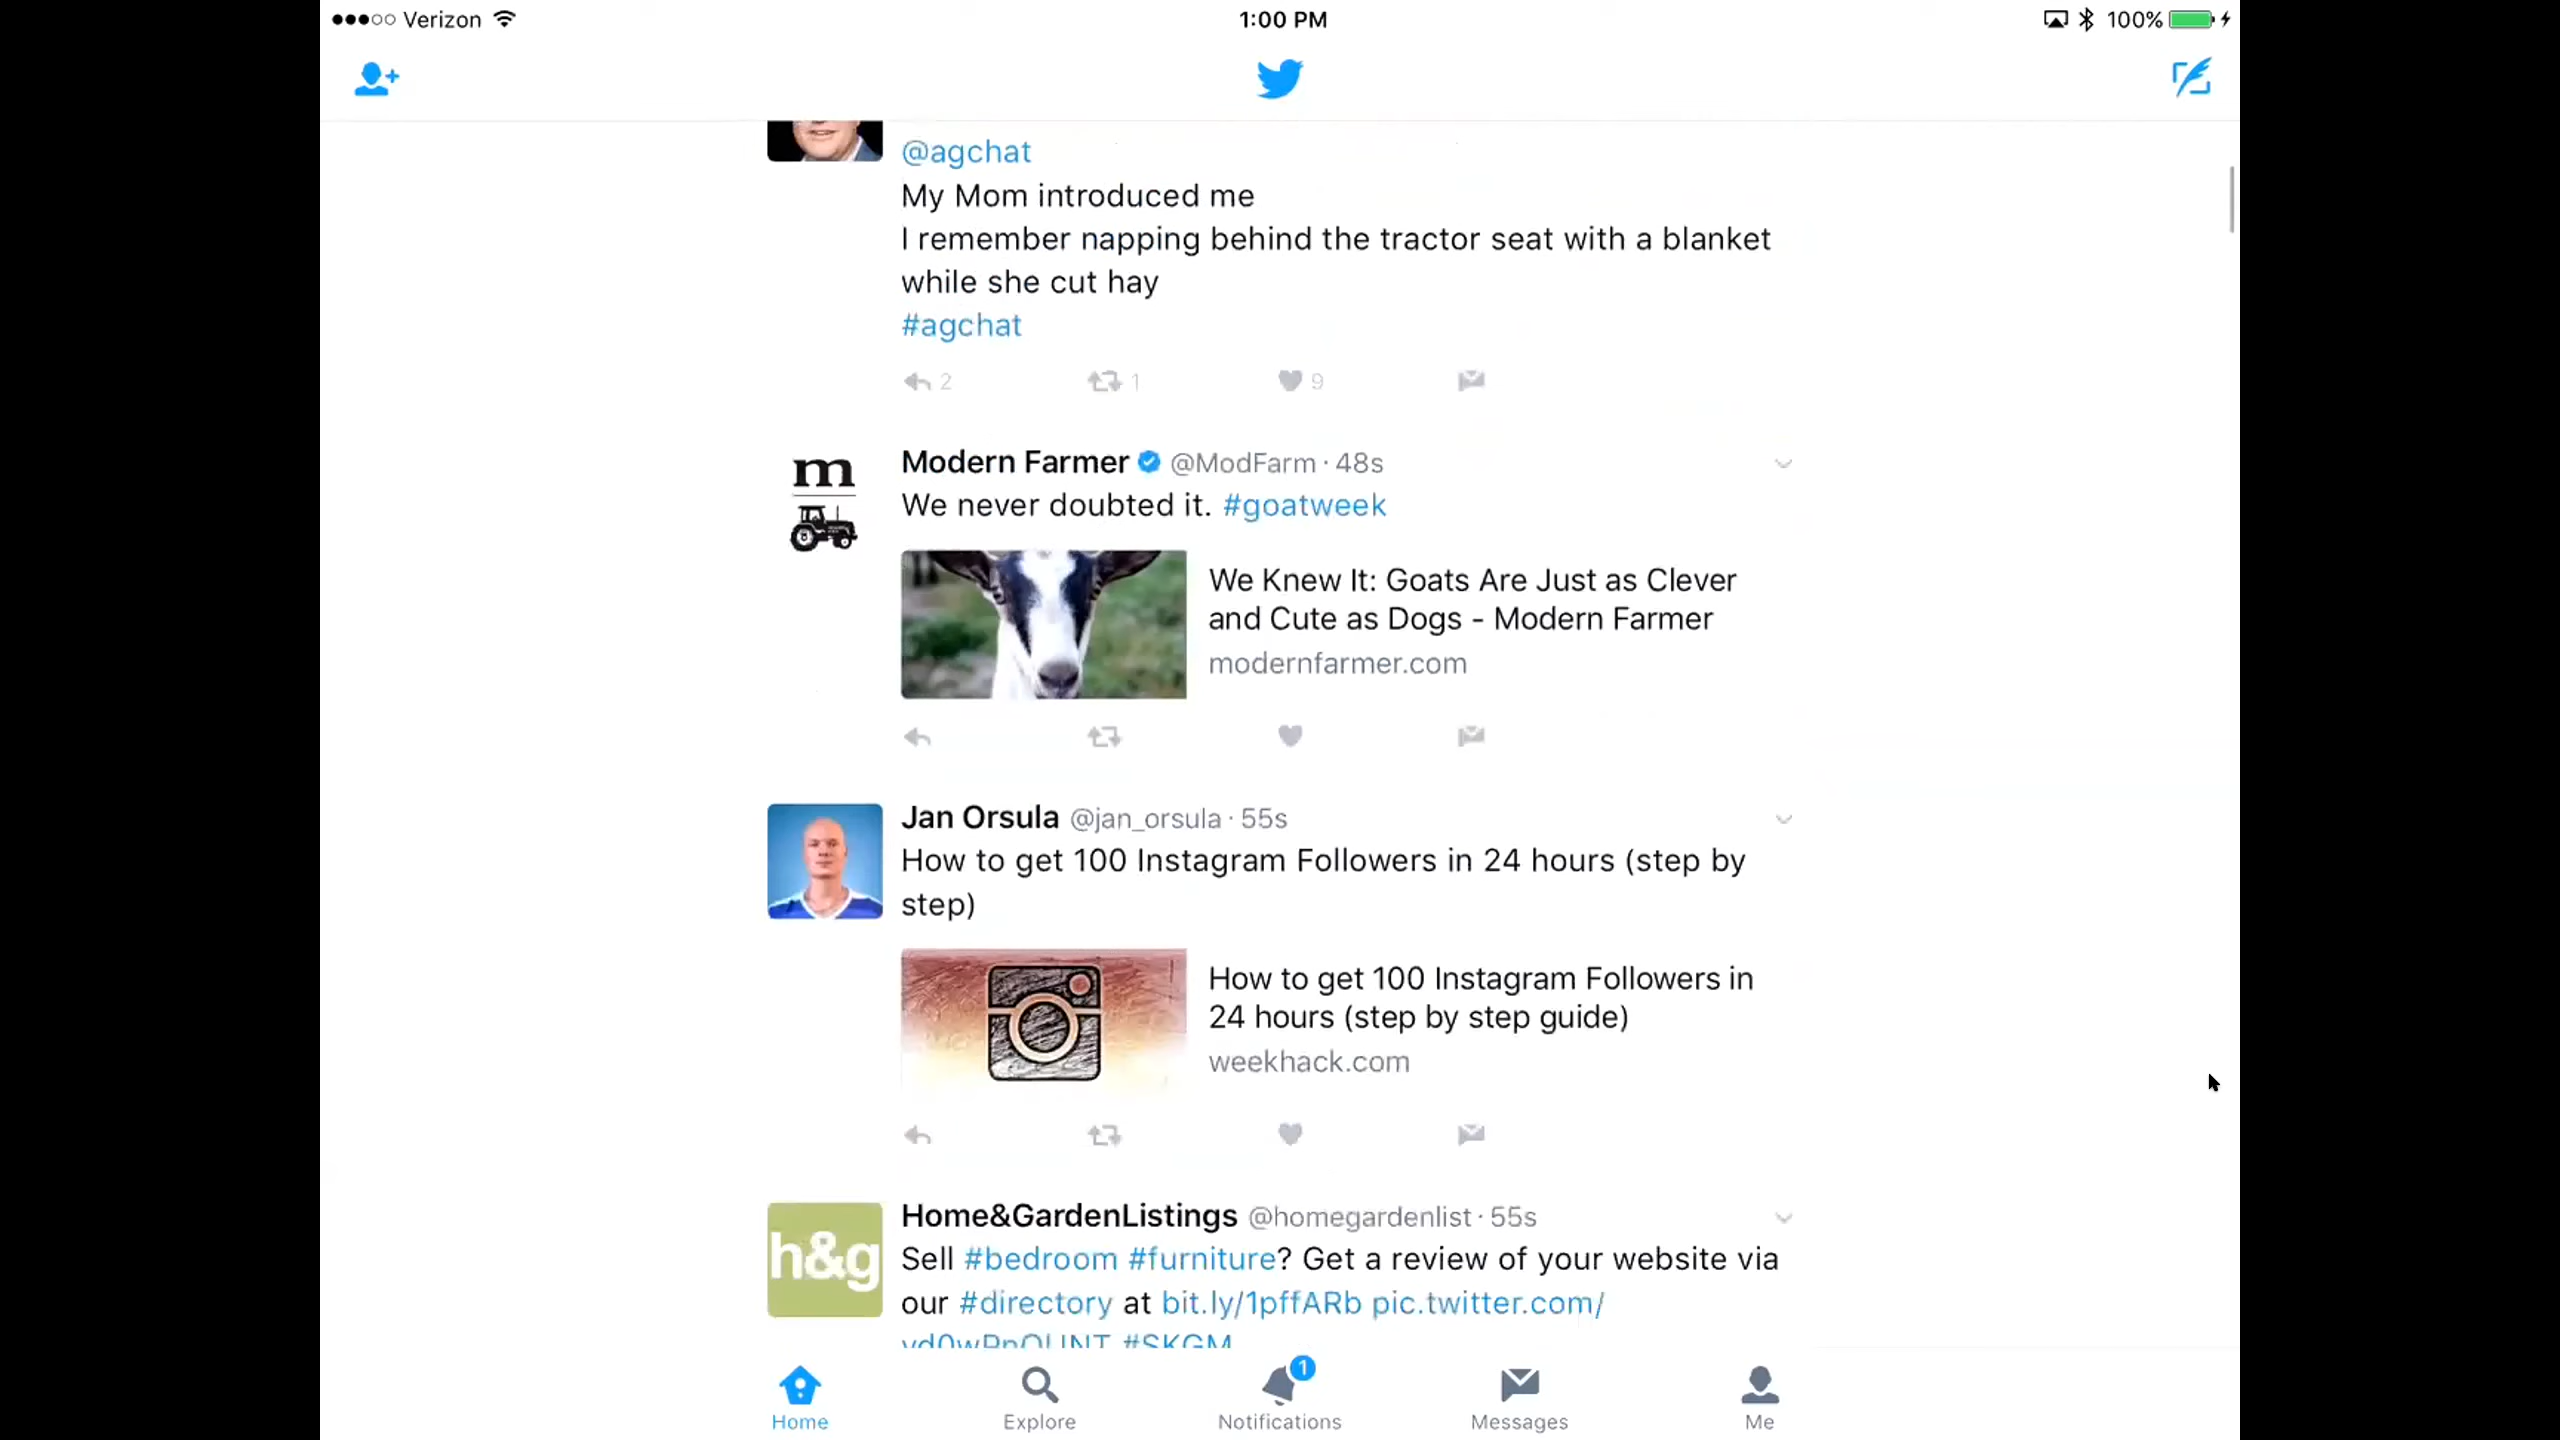 Verizon
1:00 PM
100%
@agchat
My Mom introduced me
I remember napping behind the tractor seat with a blanket
while she cut hay
#agchat
2 1 9
m
Modern Farmer @ModFarm · 48s
We never doubted it. #goatweek
We Knew It: Goats Are Just as Clever
and Cute as Dogs - Modern Farmer
modernfarmer.com
Jan Orsula @jan_orsula · 55s
How to get 100 Instagram Followers in 24 hours (step by
step)
How to get 100 Instagram Followers in
24 hours (step by step guide)
weekhack.com
h&g
Home&GardenListings @homegardenlist · 55s
Sell #bedroom #furniture? Get a review of your website via
our #directory at bit.ly/1pffARb pic.twitter.com/
#SKGM
1
Home
Explore
Notifications
Messages
Me